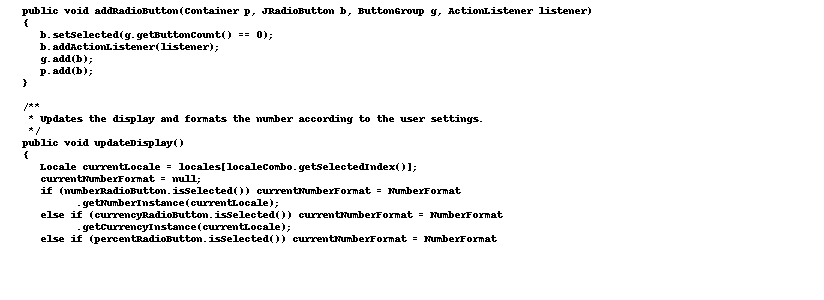 public void addRadioButton(Container p, JRadioButton b, ButtonGroup g, ActionListener listener)
{
b.setSelected(g.getButtonCount() == 0);
b.addActionListener(listener);
g.add(b);
p.add(b);
}
/**
* Updates the display and formats the number according to the user settings.
*/
public void updateDisplay()
{
Locale currentLocale = locales[localeCombo.getSelectedIndex()];
currentNumberFormat = null;
if (numberRadioButton.isSelected()) currentNumberFormat = NumberFormat
.getNumberInstance(currentLocale);
else if (currencyRadioButton.isSelected()) currentNumberFormat = NumberFormat
.getCurrencyInstance(currentLocale);
else if (percentRadioButton.isSelected()) currentNumberFormat = NumberFormat